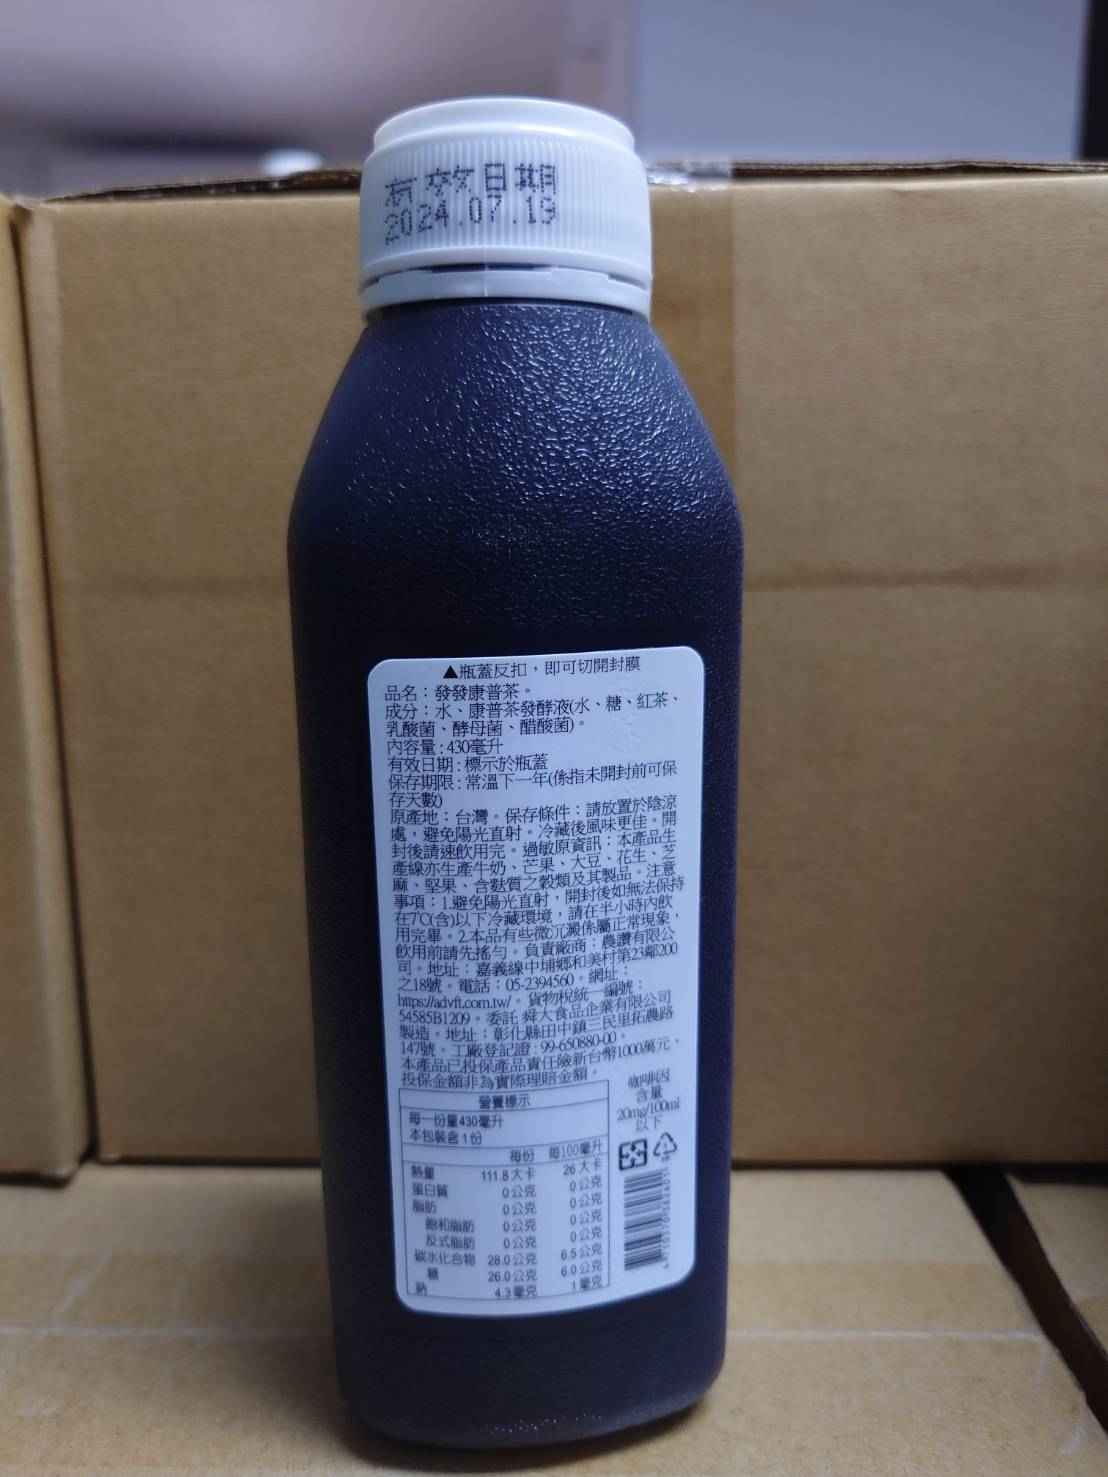 有效日期
2024.07.19
▲瓶蓋反扣，即可切開封膜
品名：發發康普茶。
成分：水、康普茶發酵液(水、糖、紅茶、
乳酸菌、酵母菌、醋酸菌)。
內容量：430毫升
有效日期：標示於瓶蓋
保存期限：常溫下一年(係指未開封前可保
存天數)
原產地：台灣。保存條件：請放置於陰涼
處，避免陽光直射。冷藏後風味更佳。開
封後請速飲用完。過敏原資訊：本產品生
產線亦生產牛奶、芒果、大豆、花生、芝
麻、堅果、含麩質之穀類及其製品。注意
事項：1.避免陽光直射，開封後如無法保持
在7℃(含)以下冷藏環境，請在半小時內飲
用完畢。2.本品有些微沉澱係屬正常現象，
飲用前請先搖勻。負責廠商：農讚有限公
司。地址：嘉義線中埔鄉和美村第23鄰200
之18號。電話：05-2394560。網址：
https://advft.com.tw/。貨物稅統一編號：
54585B1209。委託 舜大食品企業有限公司
製造。地址：彰化縣田中鎮三民里拓農路
147號。工廠登記證：99-650880-00。
本產品已投保產品責任險新台幣1000萬元、
投保金額非為實際理賠金額。
營養標示
每一份量430毫升
本包裝含1份
每份 每100毫升
熱量 111.8大卡 26大卡
蛋白質 0公克 0公克
脂肪 0公克 0公克
飽和脂肪 0公克 0公克
反式脂肪 0公克 0公克
碳水化合物 28.0公克 6.5公克
糖 26.0公克 6.0公克
鈉 4.3毫克 1毫克
咖啡因
含量
20mg/100ml
以下